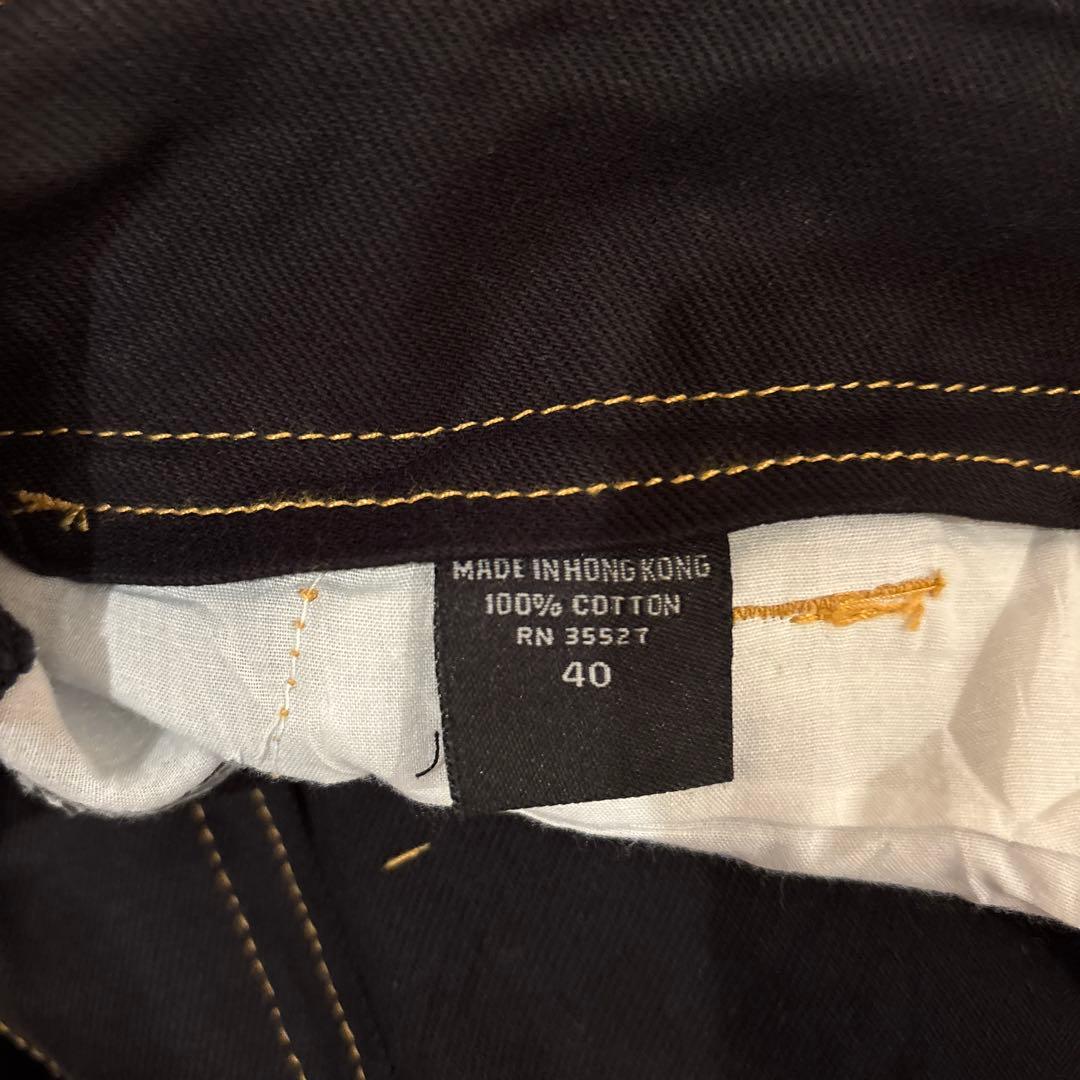 MADE IN HONG KONG
100% COTTON
RN 35527
40